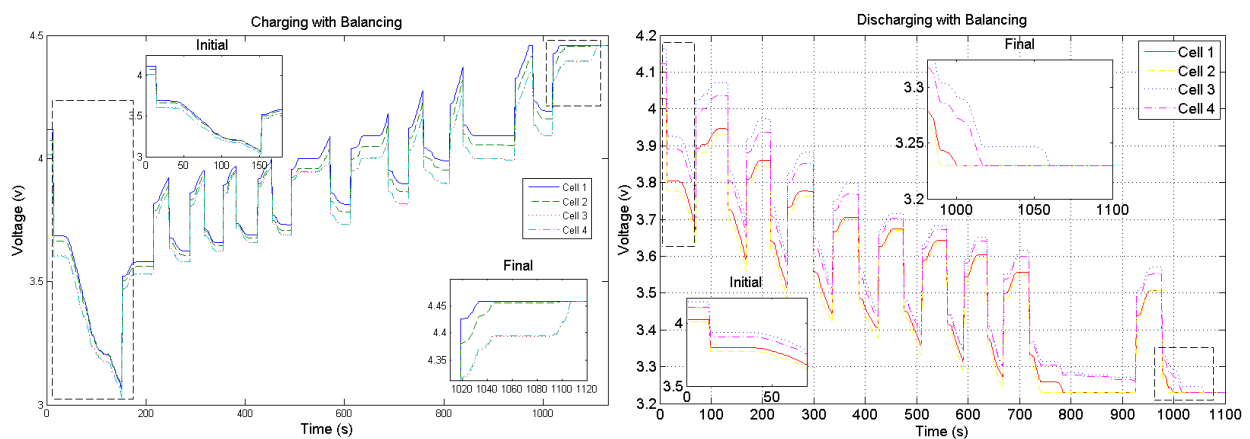 Charging with Balancing
Voltage (v)
4.5
4
3.5
3
0 200 400 600 800 1000
Time (s)
Initial
4
3.5
3
0 50 100 150
Cell 1
Cell 2
Cell 3
Cell 4
Final
4.45
4.4
4.35
1020 1040 1060 1080 1100 1120
Discharging with Balancing
Voltage (v)
4.2
4.1
4
3.9
3.8
3.7
3.6
3.5
3.4
3.3
3.2
0 100 200 300 400 500 600 700 800 900 1000 1100
Time (s)
Final
3.3
3.2
1000 1050 1100
Cell 1
Cell 2
Cell 3
Cell 4
Initial
4
3.5
0 50